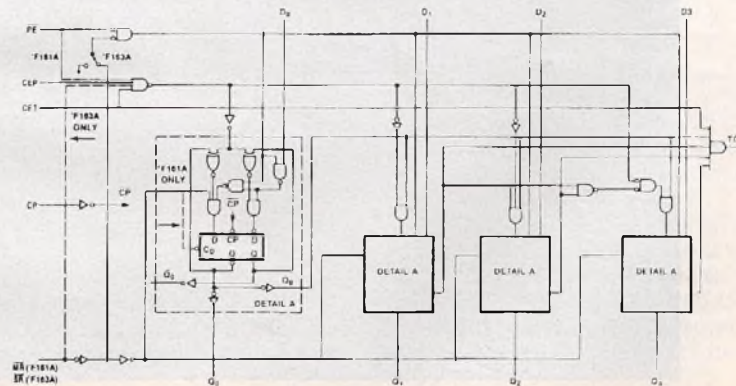 D₀
D₁
D₂
D3
PE
'F161A
'F163A
CEP
CET
'F163A
ONLY
'F161A
ONLY
TC
CP
CP
CP
D CP D
C_D Q Q
DETAIL A
DETAIL A
DETAIL A
Q₀
Q₀
DETAIL A
MR ('F161A)
SR ('F163A)
Q₀
Q₁
Q₂
Q₃